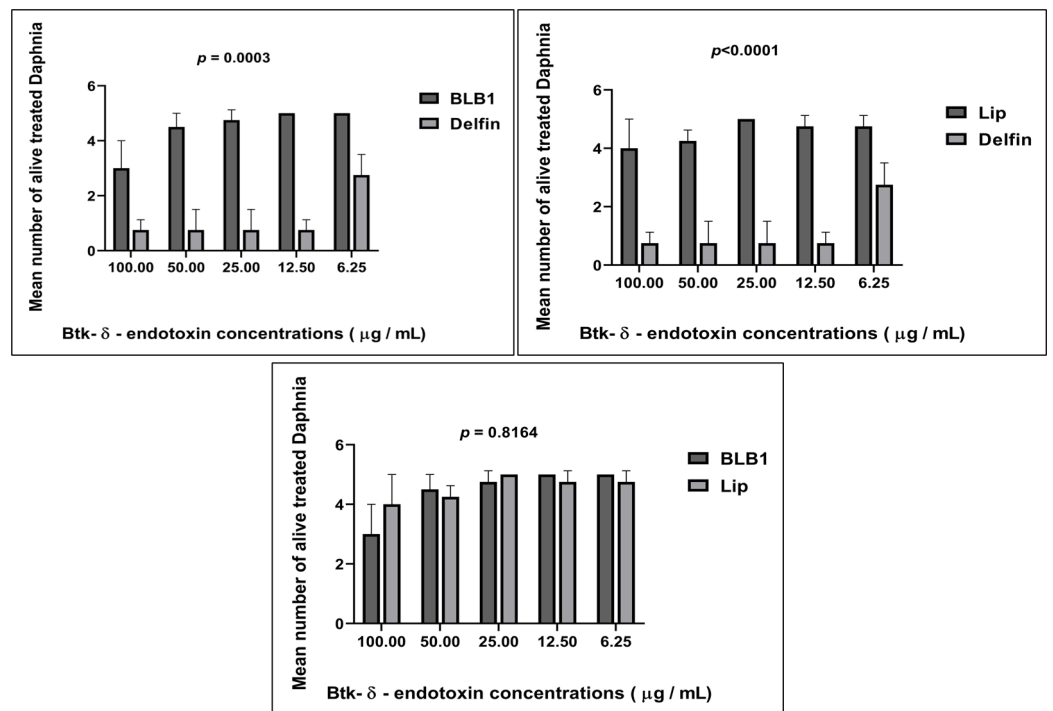 Mean number of alive treated Daphnia
p = 0.0003
6
4
2
0
100.00 50.00 25.00 12.50 6.25
BLB1
Delfin
Btk- δ - endotoxin concentrations ( μg / mL)
Mean number of alive treated Daphnia
p<0.0001
6
4
2
0
100.00 50.00 25.00 12.50 6.25
Lip
Delfin
Btk- δ - endotoxin concentrations ( μg / mL)
Mean number of alive treated Daphnia
p = 0.8164
6
4
2
0
100.00 50.00 25.00 12.50 6.25
BLB1
Lip
Btk- δ - endotoxin concentrations ( μg / mL)